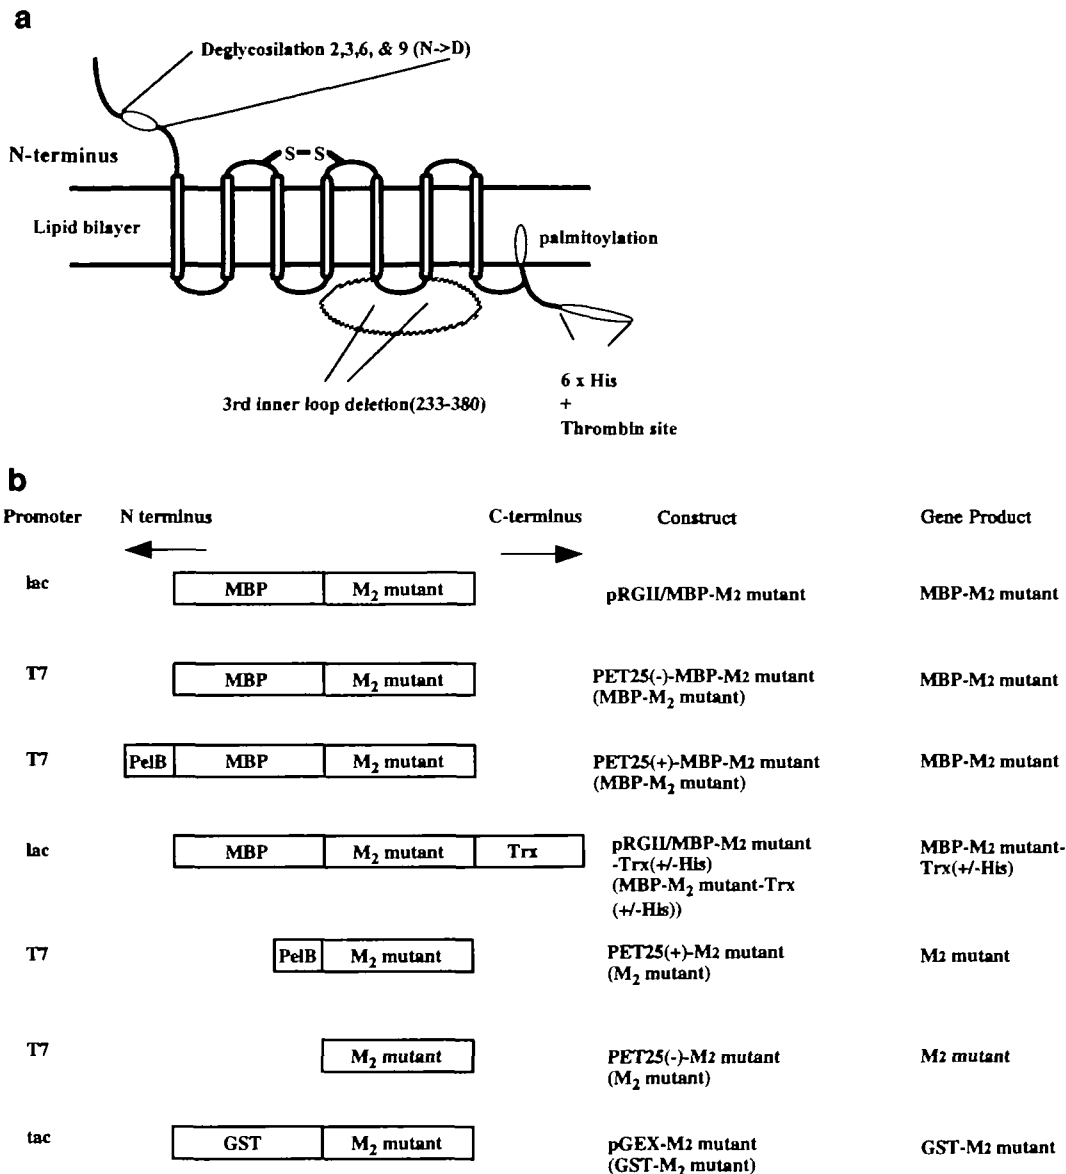 a
Deglycosilation 2,3,6, & 9 (N->D)
N-terminus
S-S
Lipid bilayer
palmitoylation
3rd inner loop deletion(233-380)
6 x His
+
Thrombin site
b
Promoter N terminus C-terminus Construct Gene Product
lac MBP M2 mutant pRGII/MBP-M2 mutant MBP-M2 mutant
T7 MBP M2 mutant PET25(-)-MBP-M2 mutant MBP-M2 mutant
(MBP-M2 mutant)
T7 PelB MBP M2 mutant PET25(+)-MBP-M2 mutant MBP-M2 mutant
(MBP-M2 mutant)
lac MBP M2 mutant Trx pRGII/MBP-M2 mutant MBP-M2 mutant-
-Trx(+/-His) Trx(+/-His)
(MBP-M2 mutant-Trx
(+/-His))
T7 PelB M2 mutant PET25(+)-M2 mutant M2 mutant
(M2 mutant)
T7 M2 mutant PET25(-)-M2 mutant M2 mutant
(M2 mutant)
tac GST M2 mutant pGEX-M2 mutant GST-M2 mutant
(GST-M2 mutant)